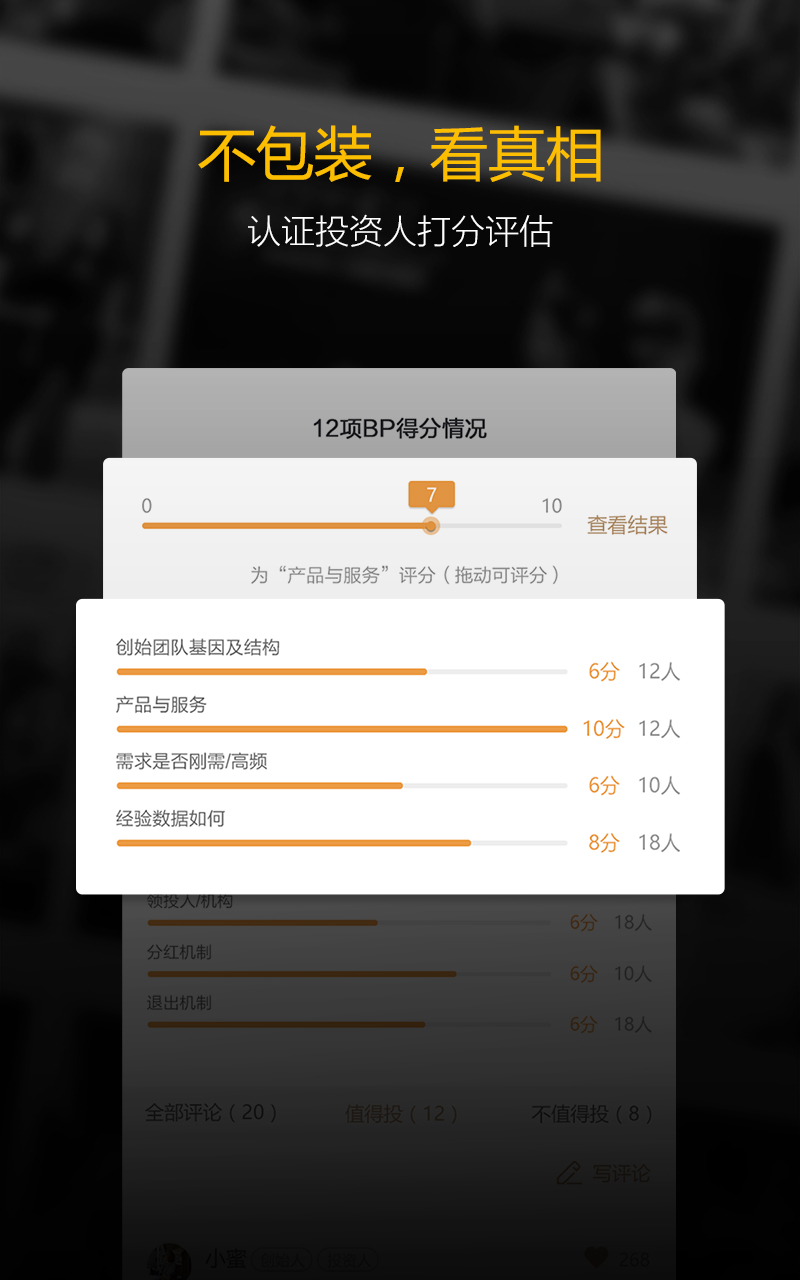 不包装，看真相
认证投资人打分评估
12项BP得分情况
7
0 10
查看结果
为“产品与服务”评分（拖动可评分）
创始团队基因及结构
6分 12人
产品与服务
10分 12人
需求是否刚需/高频
6分 10人
经验数据如何
8分 18人
领投人/机构
6分 18人
分红机制
6分 10人
退出机制
6分 18人
全部评论（20） 值得投（12） 不值得投（8）
写评论
小蜜 创始人 投资人 268